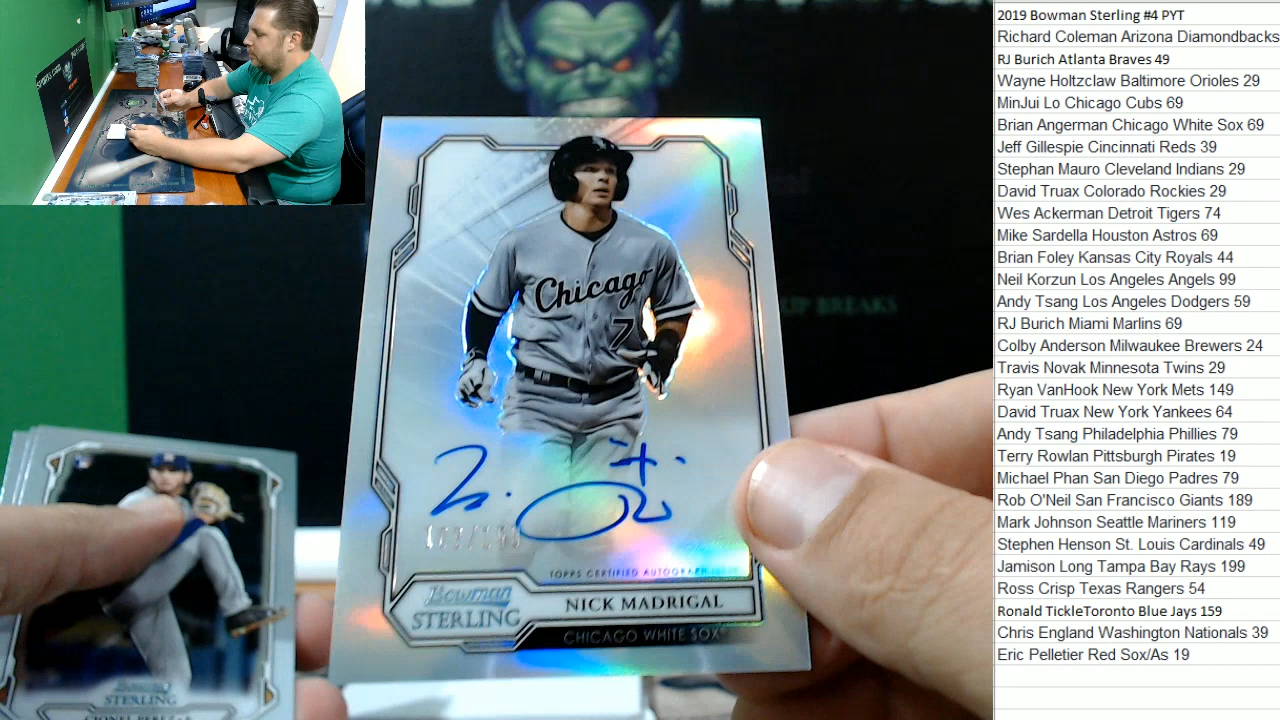 UP BREAKS
Chicago
7
TOPPS CERTIFIED AUTOGRAPH ISSUE
Bowman
STERLING
NICK MADRIGAL
CHICAGO WHITE SOX
Bowman
STERLING
CIONEL PEREZ
2019 Bowman Sterling #4 PYT
Richard Coleman Arizona Diamondbacks
RJ Burich Atlanta Braves 49
Wayne Holtzclaw Baltimore Orioles 29
MinJui Lo Chicago Cubs 69
Brian Angerman Chicago White Sox 69
Jeff Gillespie Cincinnati Reds 39
Stephan Mauro Cleveland Indians 29
David Truax Colorado Rockies 29
Wes Ackerman Detroit Tigers 74
Mike Sardella Houston Astros 69
Brian Foley Kansas City Royals 44
Neil Korzun Los Angeles Angels 99
Andy Tsang Los Angeles Dodgers 59
RJ Burich Miami Marlins 69
Colby Anderson Milwaukee Brewers 24
Travis Novak Minnesota Twins 29
Ryan VanHook New York Mets 149
David Truax New York Yankees 64
Andy Tsang Philadelphia Phillies 79
Terry Rowlan Pittsburgh Pirates 19
Michael Phan San Diego Padres 79
Rob O'Neil San Francisco Giants 189
Mark Johnson Seattle Mariners 119
Stephen Henson St. Louis Cardinals 49
Jamison Long Tampa Bay Rays 199
Ross Crisp Texas Rangers 54
Ronald TickleToronto Blue Jays 159
Chris England Washington Nationals 39
Eric Pelletier Red Sox/As 19